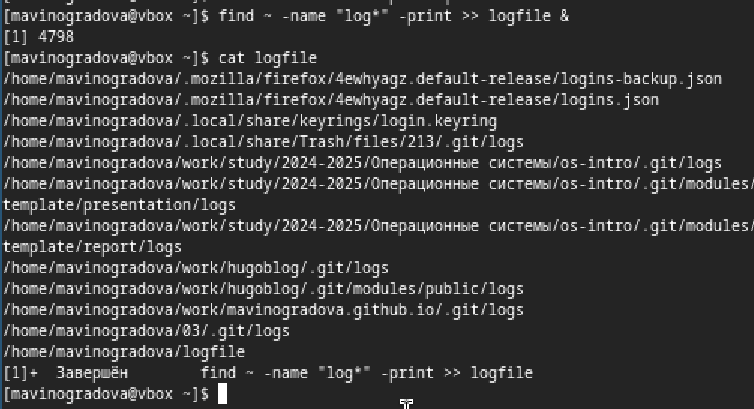 [mavinogradova@vbox ~]$ find ~ -name "log*" -print >> logfile &
[1] 4798
[mavinogradova@vbox ~]$ cat logfile
/home/mavinogradova/.mozilla/firefox/4ewhyagz.default-release/logins-backup.json
/home/mavinogradova/.mozilla/firefox/4ewhyagz.default-release/logins.json
/home/mavinogradova/.local/share/keyrings/login.keyring
/home/mavinogradova/.local/share/Trash/files/213/.git/logs
/home/mavinogradova/work/study/2024-2025/Операционные системы/os-intro/.git/logs
/home/mavinogradova/work/study/2024-2025/Операционные системы/os-intro/.git/modules/
template/presentation/logs
/home/mavinogradova/work/study/2024-2025/Операционные системы/os-intro/.git/modules/
template/report/logs
/home/mavinogradova/work/hugoblog/.git/logs
/home/mavinogradova/work/hugoblog/.git/modules/public/logs
/home/mavinogradova/work/mavinogradova.github.io/.git/logs
/home/mavinogradova/03/.git/logs
/home/mavinogradova/logfile
[1]+  Завершён        find ~ -name "log*" -print >> logfile
[mavinogradova@vbox ~]$